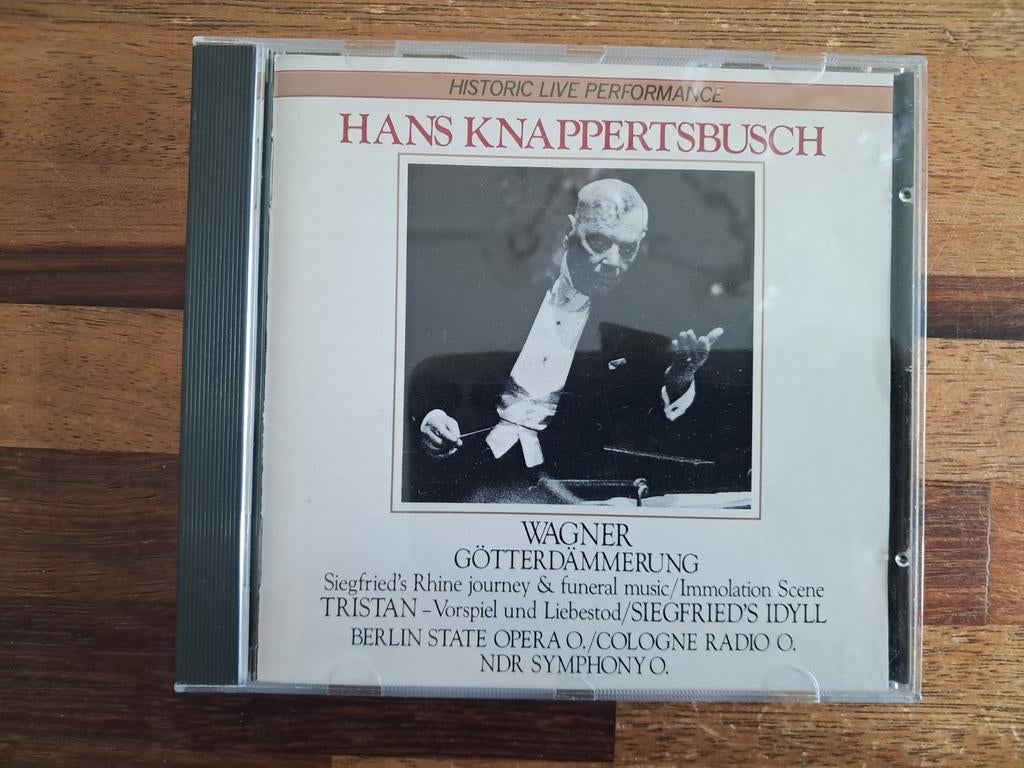 HISTORIC LIVE PERFORMANCE
HANS KNAPPERTSBUSCH
WAGNER
GÖTTERDÄMMERUNG
Siegfried's Rhine journey & funeral music/Immolation Scene
TRISTAN – Vorspiel und Liebestod/SIEGFRIED'S IDYLL
BERLIN STATE OPERA O./COLOGNE RADIO O.
NDR SYMPHONY O.